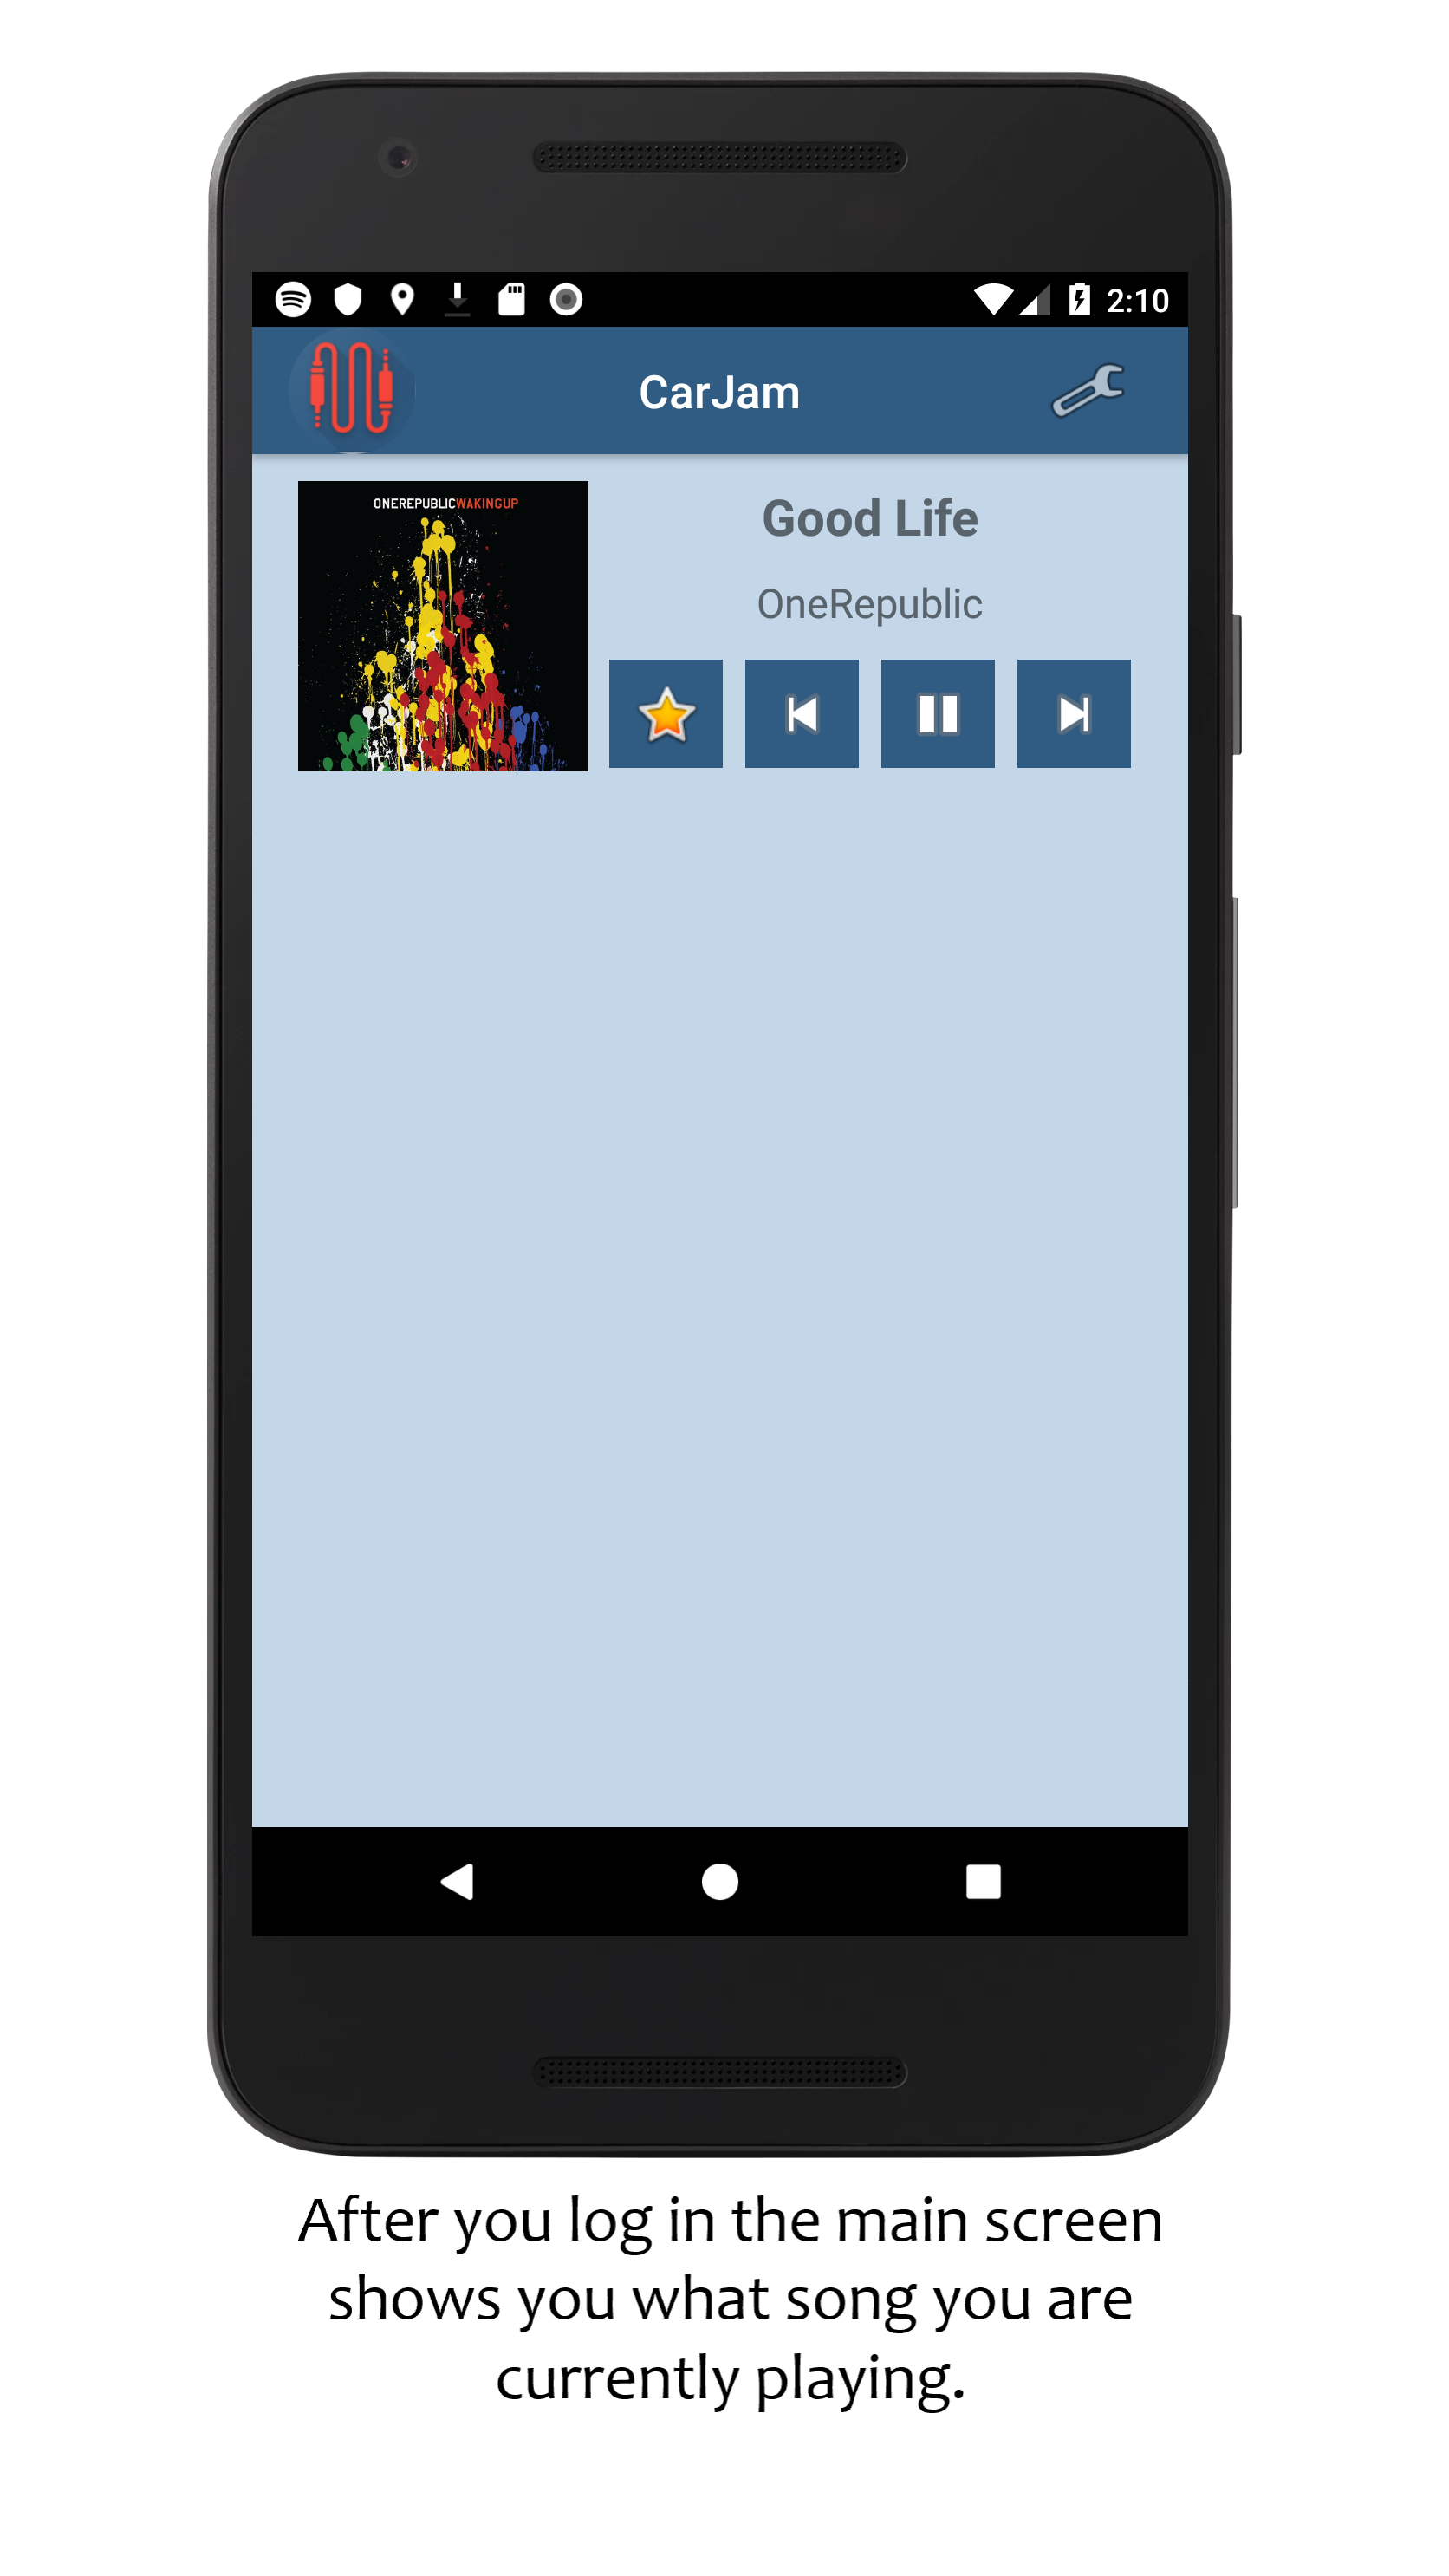 2:10
CarJam
ONEREPUBLICWAKINGUP
Good Life
OneRepublic
After you log in the main screen
shows you what song you are
currently playing.